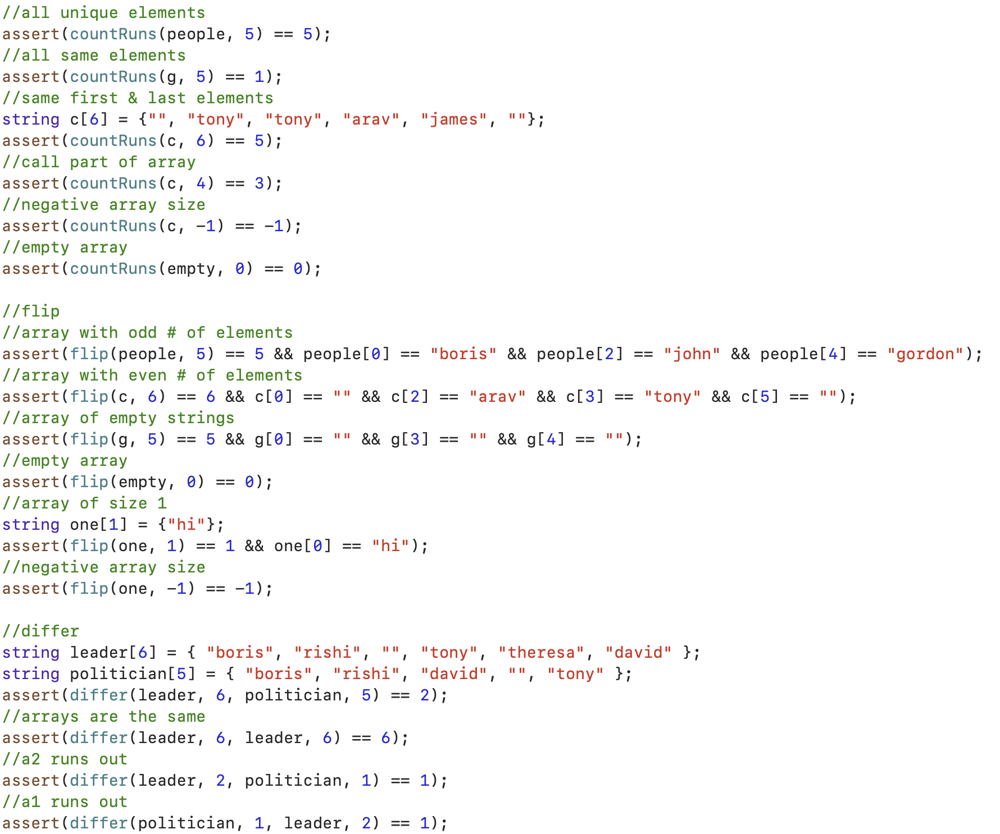 //all unique elements
assert(countRuns(people, 5) == 5);
//all same elements
assert(countRuns(g, 5) == 1);
//same first & last elements
string c[6] = {"", "tony", "tony", "arav", "james", ""};
assert(countRuns(c, 6) == 5);
//call part of array
assert(countRuns(c, 4) == 3);
//negative array size
assert(countRuns(c, -1) == -1);
//empty array
assert(countRuns(empty, 0) == 0);

//flip
//array with odd # of elements
assert(flip(people, 5) == 5 && people[0] == "boris" && people[2] == "john" && people[4] == "gordon");
//array with even # of elements
assert(flip(c, 6) == 6 && c[0] == "" && c[2] == "arav" && c[3] == "tony" && c[5] == "");
//array of empty strings
assert(flip(g, 5) == 5 && g[0] == "" && g[3] == "" && g[4] == "");
//empty array
assert(flip(empty, 0) == 0);
//array of size 1
string one[1] = {"hi"};
assert(flip(one, 1) == 1 && one[0] == "hi");
//negative array size
assert(flip(one, -1) == -1);

//differ
string leader[6] = { "boris", "rishi", "", "tony", "theresa", "david" };
string politician[5] = { "boris", "rishi", "david", "", "tony" };
assert(differ(leader, 6, politician, 5) == 2);
//arrays are the same
assert(differ(leader, 6, leader, 6) == 6);
//a2 runs out
assert(differ(leader, 2, politician, 1) == 1);
//a1 runs out
assert(differ(politician, 1, leader, 2) == 1);